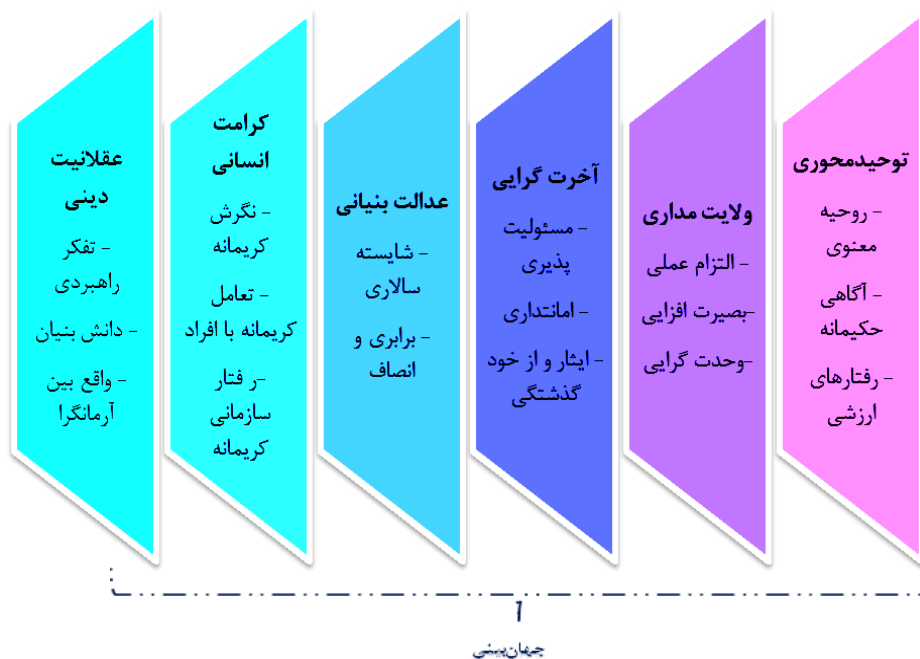 توحیدمحوری
- روحیه
معنوی
- آگاهی
حکیمانه
- رفتارهای
ارزشی
ولایت مداری
- التزام عملی
-بصیرت افزایی
-وحدت گرایی
آخرت گرایی
- مسئولیت
پذیری
- امانتداری
- ایثار و از خود
گذشتگی
عدالت بنیانی
- شایسته
سالاری
- برابری و
انصاف
کرامت
انسانی
- نگرش
کریمانه
- تعامل
کریمانه با افراد
-ر فتار
سازمانی
کریمانه
عقلانیت
دینی
- تفکر
راهبردی
- دانش بنیان
- واقع بین
آرمانگرا
1
جهان‌بینی